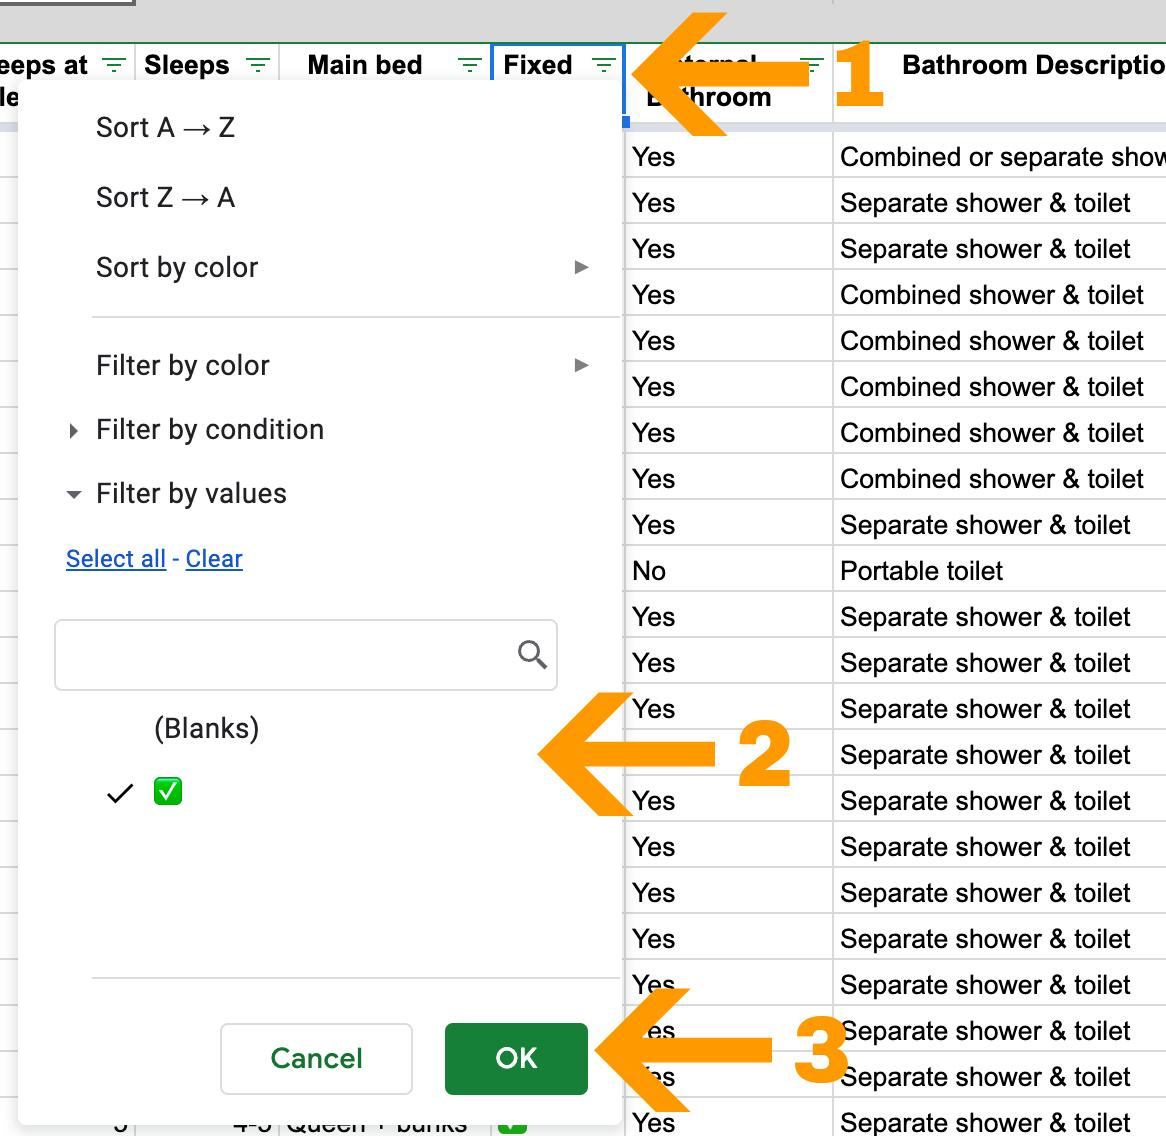 eeps at Sleeps Main bed Fixed 1 Bathroom Descriptio
Sort A → Z
Yes Combined or separate show
Sort Z → A
Yes Separate shower & toilet
Yes Separate shower & toilet
Sort by color
Yes Combined shower & toilet
Yes Combined shower & toilet
Filter by color
Yes Combined shower & toilet
Filter by condition
Yes Combined shower & toilet
Yes Combined shower & toilet
Filter by values
Yes Separate shower & toilet
Select all - Clear
No Portable toilet
Yes Separate shower & toilet
Yes Separate shower & toilet
Yes Separate shower & toilet
(Blanks)
2 Separate shower & toilet
Yes Separate shower & toilet
Yes Separate shower & toilet
Yes Separate shower & toilet
Yes Separate shower & toilet
Yes Separate shower & toilet
Separate shower & toilet
Cancel OK 3
Separate shower & toilet
Yes Separate shower & toilet